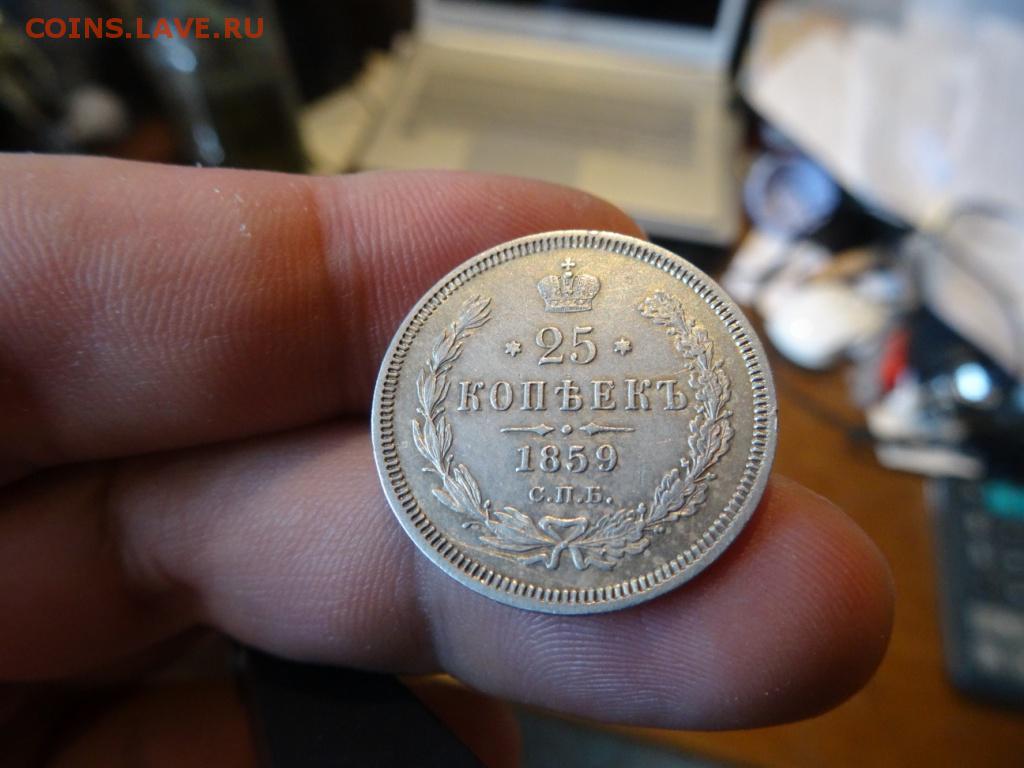 COINS.LAVE.RU
* 25 *
КОПѢЕКЪ
1859
С.П.Б.